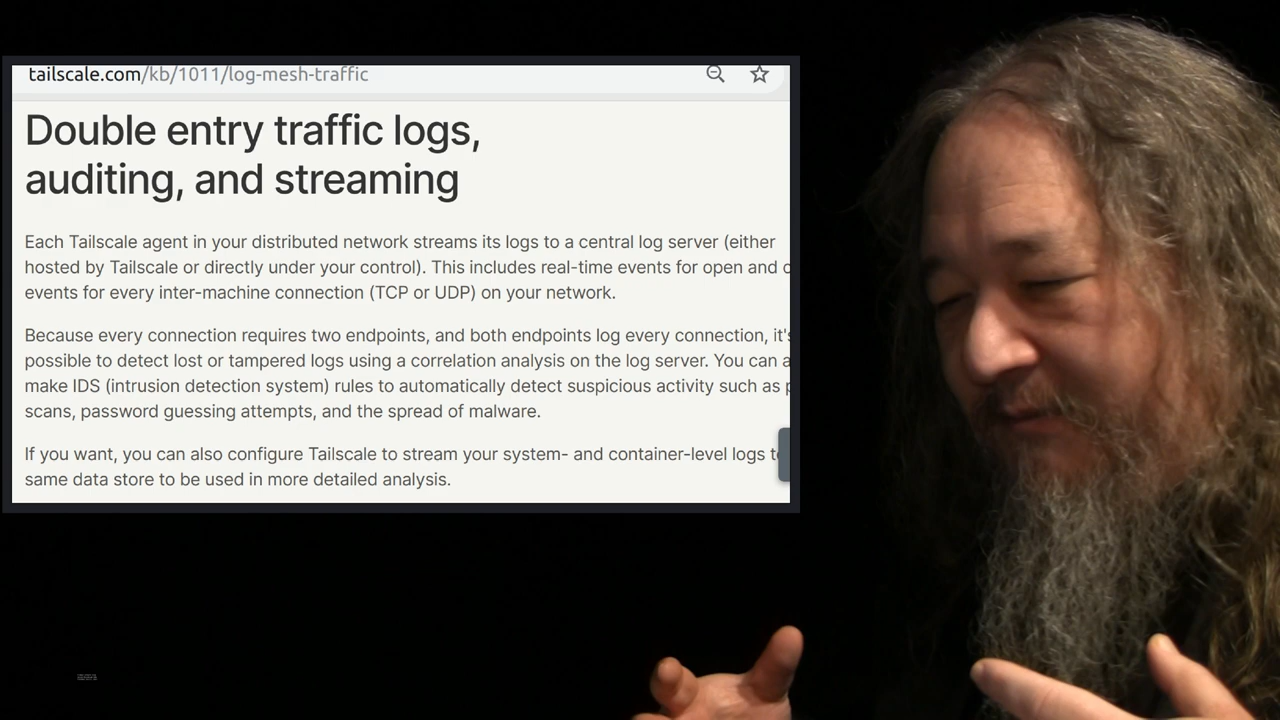 tailscale.com/kb/1011/log-mesh-traffic
Double entry traffic logs,
auditing, and streaming
Each Tailscale agent in your distributed network streams its logs to a central log server (either
hosted by Tailscale or directly under your control). This includes real-time events for open and
events for every inter-machine connection (TCP or UDP) on your network.
Because every connection requires two endpoints, and both endpoints log every connection, it's
possible to detect lost or tampered logs using a correlation analysis on the log server. You can
make IDS (intrusion detection system) rules to automatically detect suspicious activity such as
scans, password guessing attempts, and the spread of malware.
If you want, you can also configure Tailscale to stream your system- and container-level logs
same data store to be used in more detailed analysis.